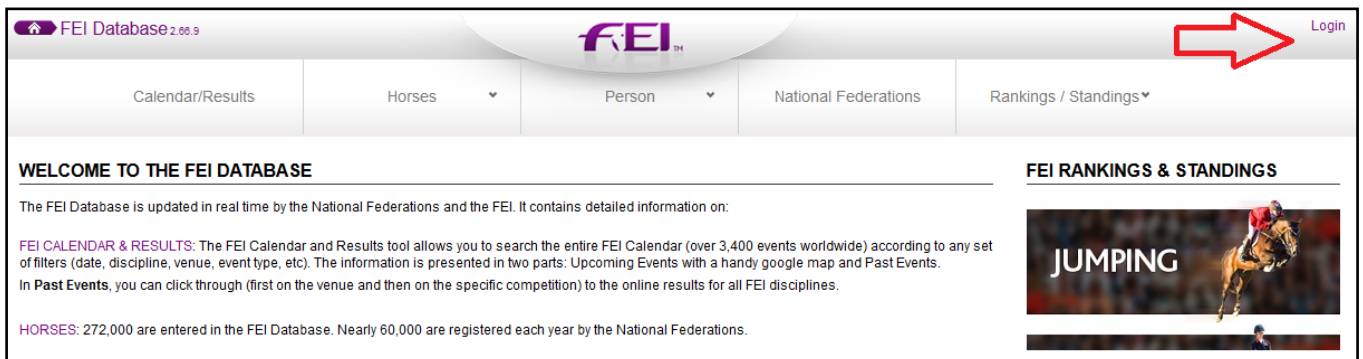 FEI Database 2.66.9
FEI™
Login
Calendar/Results
Horses
Person
National Federations
Rankings / Standings
WELCOME TO THE FEI DATABASE
The FEI Database is updated in real time by the National Federations and the FEI. It contains detailed information on:
FEI CALENDAR & RESULTS: The FEI Calendar and Results tool allows you to search the entire FEI Calendar (over 3,400 events worldwide) according to any set
of filters (date, discipline, venue, event type, etc). The information is presented in two parts: Upcoming Events with a handy google map and Past Events.
In Past Events, you can click through (first on the venue and then on the specific competition) to the online results for all FEI disciplines.
HORSES: 272,000 are entered in the FEI Database. Nearly 60,000 are registered each year by the National Federations.
FEI RANKINGS & STANDINGS
JUMPING